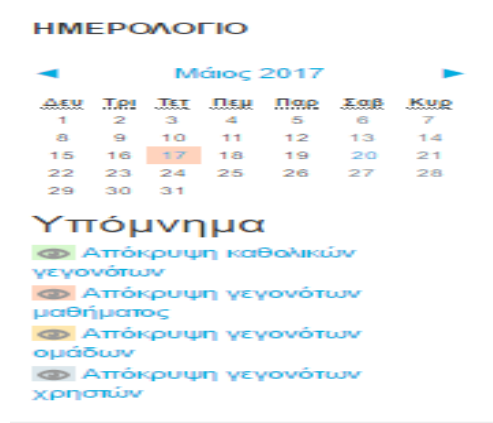 ΗΜΕΡΟΛΟΓΙΟ
◄ Μάιος 2017 ►
Δευ Τρι Τετ Πεμ Παρ Σαβ Κυρ
1 2 3 4 5 6 7
8 9 10 11 12 13 14
15 16 17 18 19 20 21
22 23 24 25 26 27 28
29 30 31
Υπόμνημα
Απόκρυψη καθολικών
γεγονότων
Απόκρυψη γεγονότων
μαθήματος
Απόκρυψη γεγονότων
ομάδων
Απόκρυψη γεγονότων
χρηστών